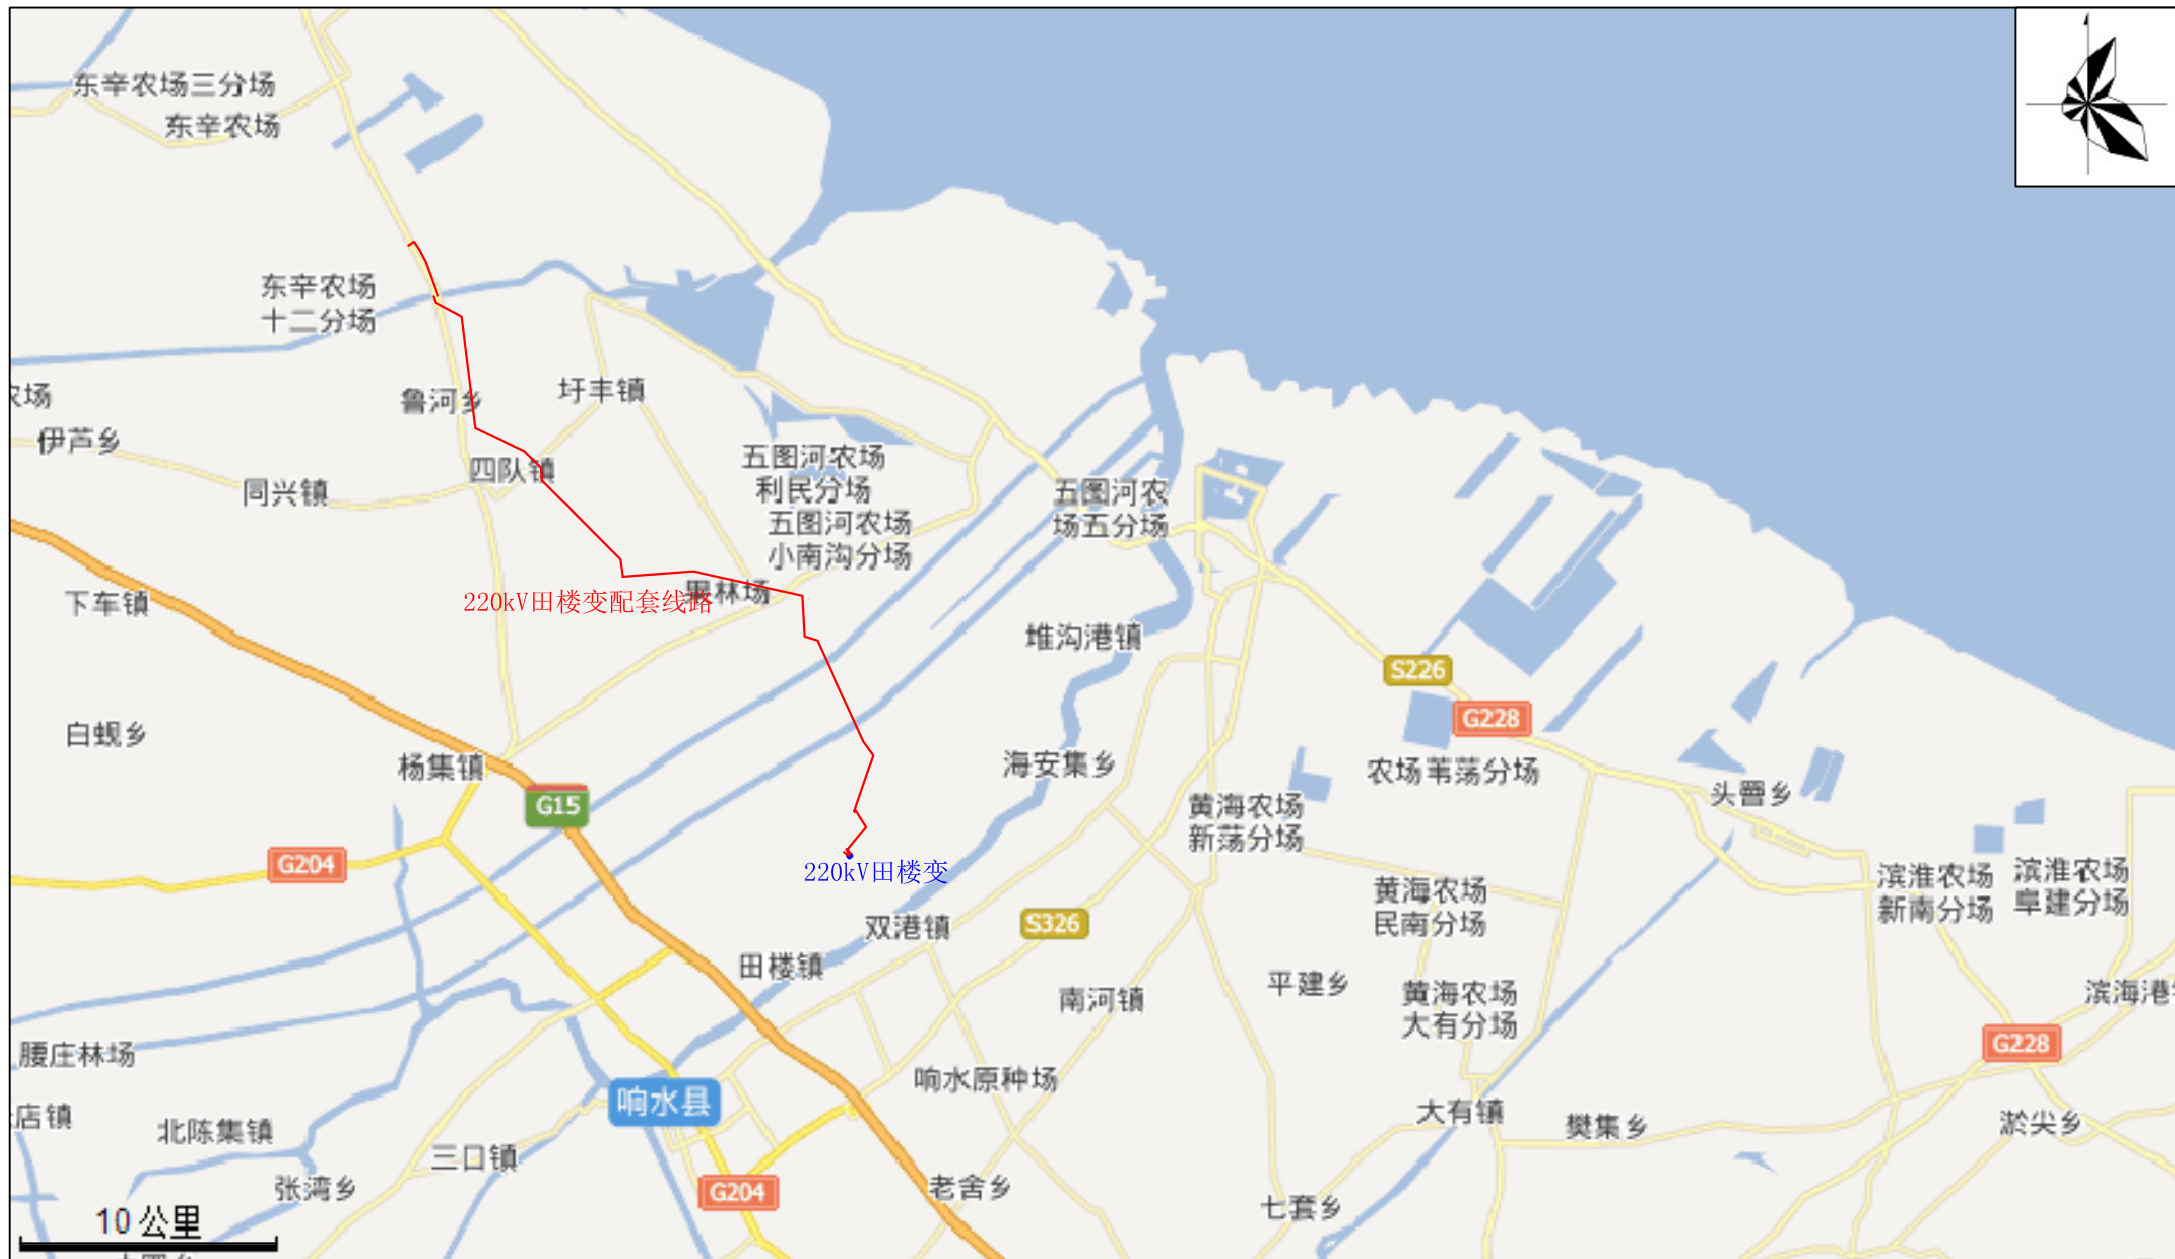 东辛农场三分场
东辛农场
东辛农场
十二分场
农场
鲁河乡
圩丰镇
伊芦乡
四队镇
同兴镇
五图河农场
利民分场
五图河农场
小南沟分场
五图河农
场五分场
下车镇
林场
220kV田楼变配套线路
堆沟港镇
S226
G228
白蚬乡
杨集镇
海安集乡
农场苇荡分场
头罾乡
G15
黄海农场
新荡分场
G204
220kV田楼变
黄海农场
民南分场
滨淮农场
新南分场
滨淮农场
阜建分场
双港镇
S326
田楼镇
南河镇
平建乡
黄海农场
大有分场
滨海港
G228
腰庄林场
响水原种场
响水县
店镇
北陈集镇
三口镇
大有镇
樊集乡
淤尖乡
张湾乡
G204
老舍乡
七套乡
10公里